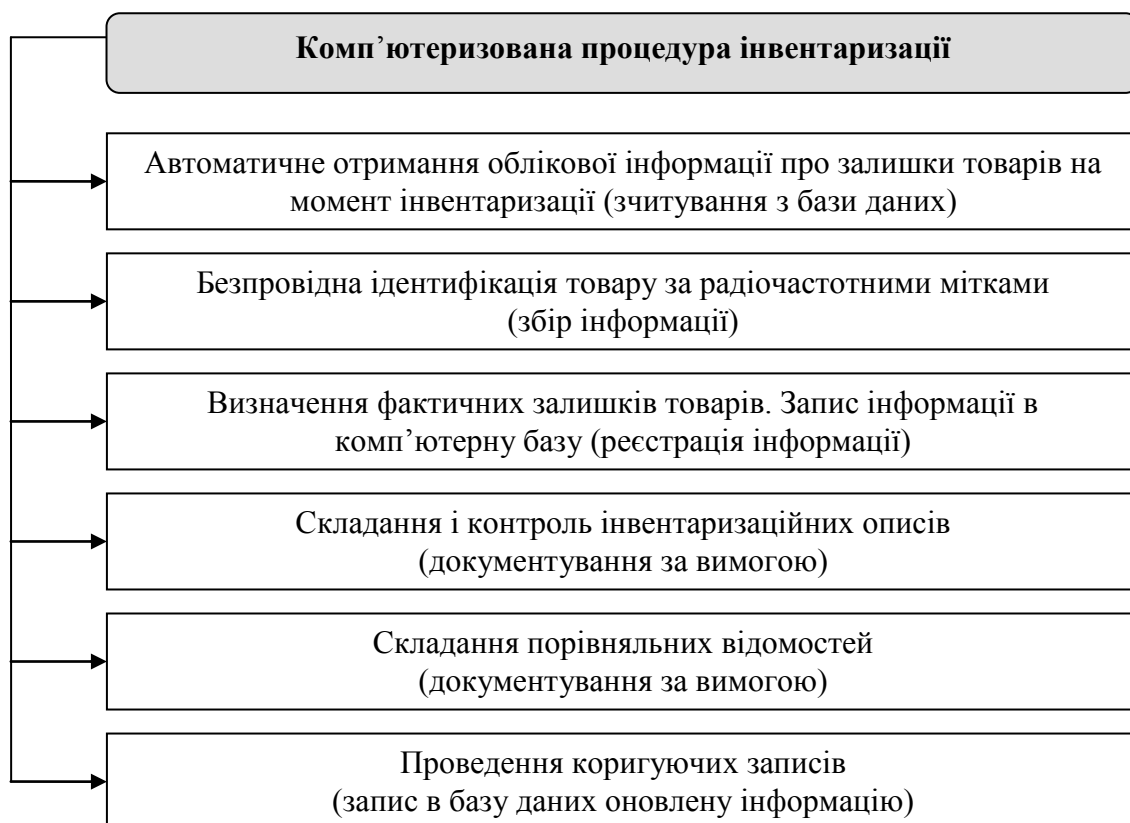 Комп’ютеризована процедура інвентаризації
Автоматичне отримання облікової інформації про залишки товарів на
момент інвентаризації (зчитування з бази даних)
Безпровідна ідентифікація товару за радіочастотними мітками
(збір інформації)
Визначення фактичних залишків товарів. Запис інформації в
комп’ютерну базу (реєстрація інформації)
Складання і контроль інвентаризаційних описів
(документування за вимогою)
Складання порівняльних відомостей
(документування за вимогою)
Проведення коригуючих записів
(запис в базу даних оновлену інформацію)